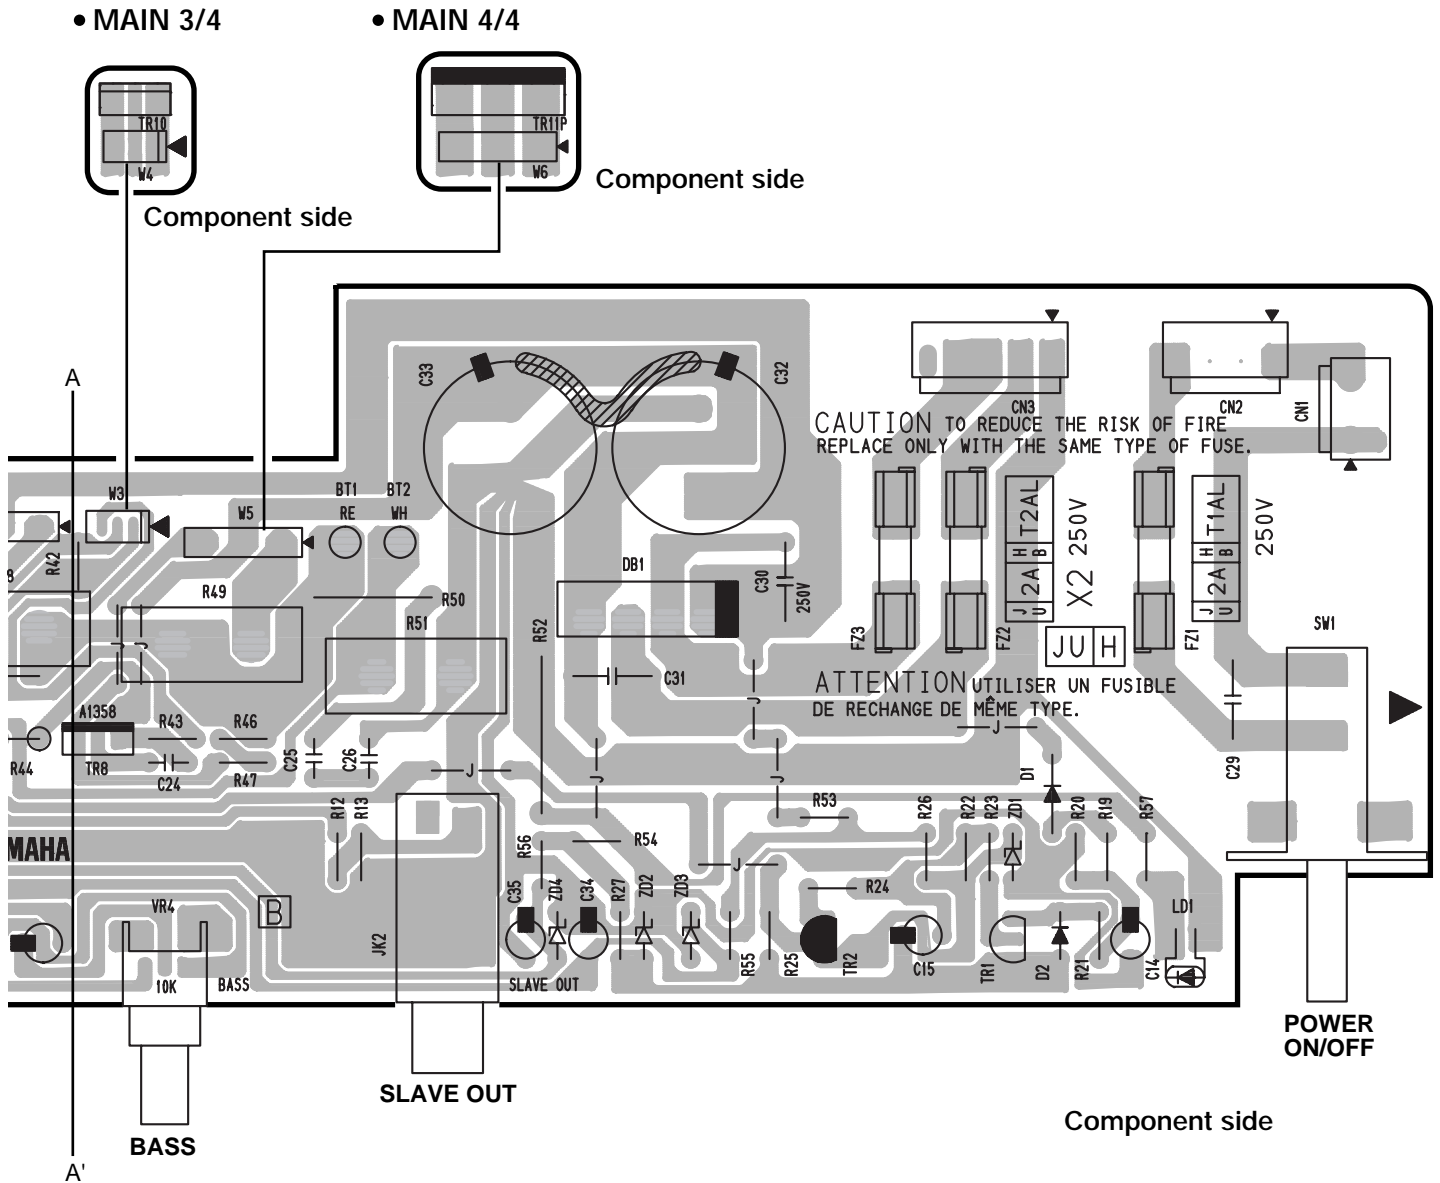 • MAIN 3/4
• MAIN 4/4
TR10
W4
TR11P
W6
Component side
Component side
A
C33
C32
CN3
CN2
CN1
CAUTION TO REDUCE THE RISK OF FIRE
REPLACE ONLY WITH THE SAME TYPE OF FUSE.
W3
W5
BT1
RE
BT2
WH
R42
8
R49
R50
R51
R52
DB1
C30
250V
C31
FZ3
FZ2
J U 2A H B T2AL
X2 250V
JU H
FZ1
J U 2A H B T1AL
250V
SW1
ATTENTION UTILISER UN FUSIBLE
DE RECHANGE DE MÊME TYPE.
J
J
J
J
J
J
J
J
A1358
R44
TR8
R43
C24
R46
R47
C25
C26
C29
D1
R12
R13
R53
R54
R56
R26
R22
R23
ZD1
R20
R19
R57
MAHA
VR4
B
JK2
C35
ZD4
C34
R27
ZD2
ZD3
R55
R25
R24
TR2
C15
TR1
D2
R21
C14
LD1
10K
BASS
SLAVE OUT
POWER
ON/OFF
SLAVE OUT
BASS
Component side
A'